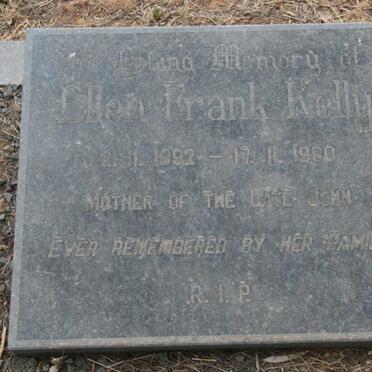 In Loving Memory of
Ellen Frank Kelly
2. 11. 1892 — 17. 11. 1980
MOTHER OF THE LATE JOHN
EVER REMEMBERED BY HER
R. I. P.